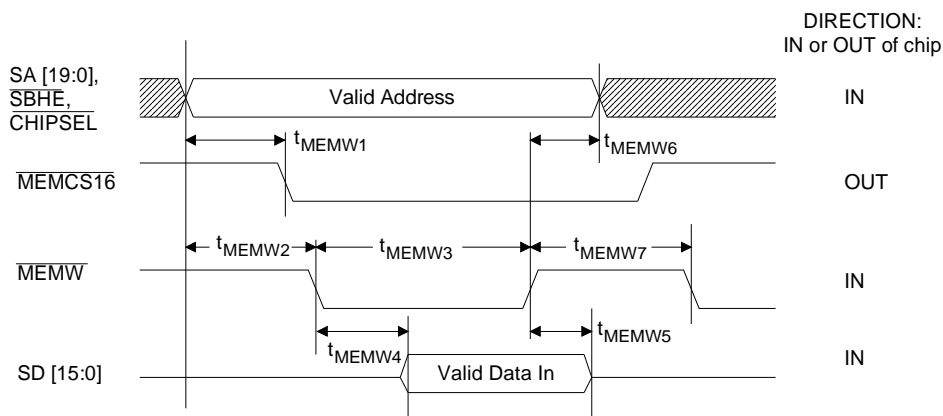 DIRECTION:
IN or OUT of chip
SA [19:0],
SBHE,
CHIPSEL
Valid Address
IN
tMEMW1
tMEMW6
MEMCS16
OUT
tMEMW2
tMEMW3
tMEMW7
MEMW
IN
tMEMW4
tMEMW5
SD [15:0]
Valid Data In
IN